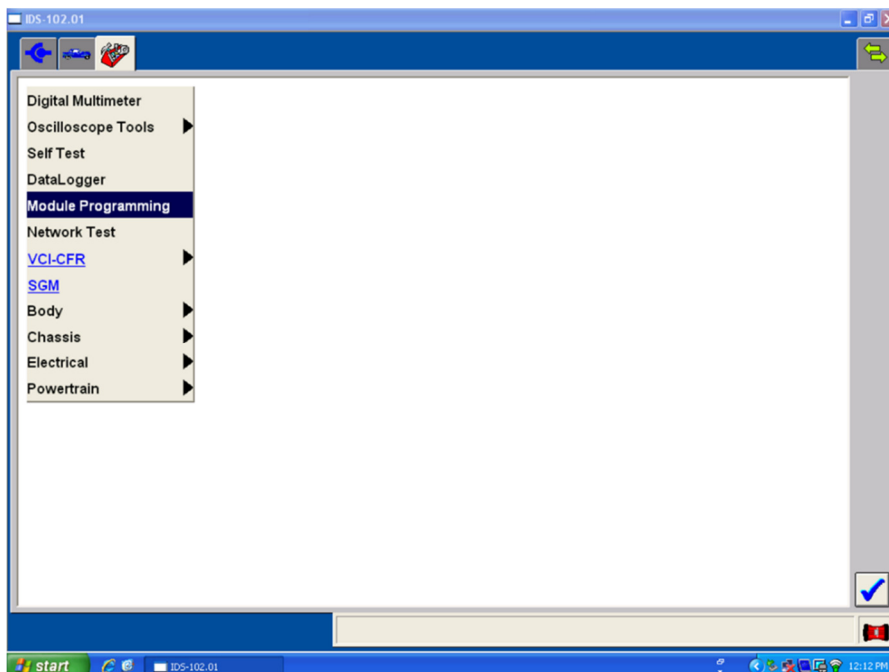 IDS-102.01
Digital Multimeter
Oscilloscope Tools
Self Test
DataLogger
Module Programming
Network Test
VCI-CFR
SGM
Body
Chassis
Electrical
Powertrain
start
IDS-102.01
12:12 PM